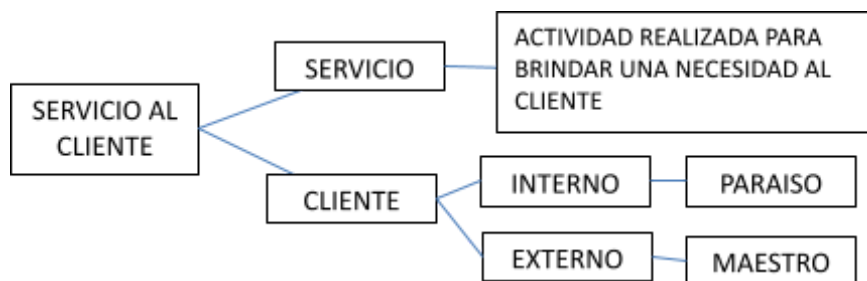 SERVICIO AL
CLIENTE
SERVICIO
ACTIVIDAD REALIZADA PARA
BRINDAR UNA NECESIDAD AL
CLIENTE
CLIENTE
INTERNO
PARAISO
EXTERNO
MAESTRO